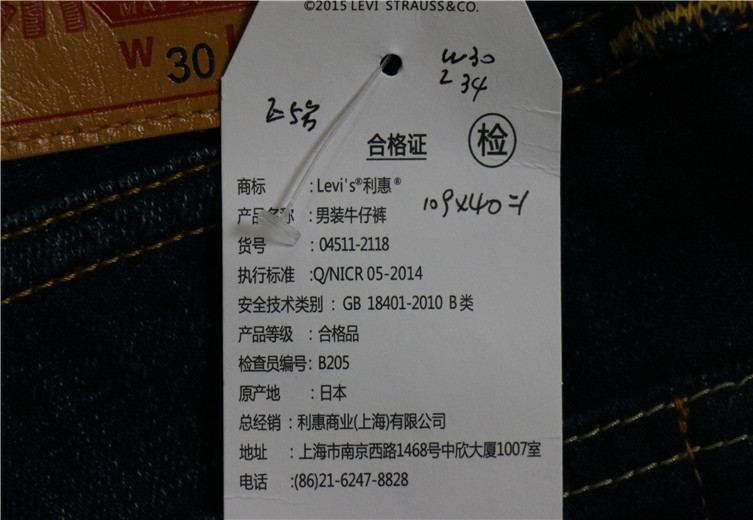 ©2015 LEVI STRAUSS&CO.
W 30
W30
L 34
合格证
检
商标 : Levi's®利惠®
产品名称 : 男装牛仔裤
109X40=1
货号 : 04511-2118
执行标准 :Q/NICR 05-2014
安全技术类别 : GB 18401-2010 B类
产品等级 : 合格品
检查员编号: B205
原产地 : 日本
总经销 : 利惠商业(上海)有限公司
地址 : 上海市南京西路1468号中欣大厦1007室
电话 :(86)21-6247-8828